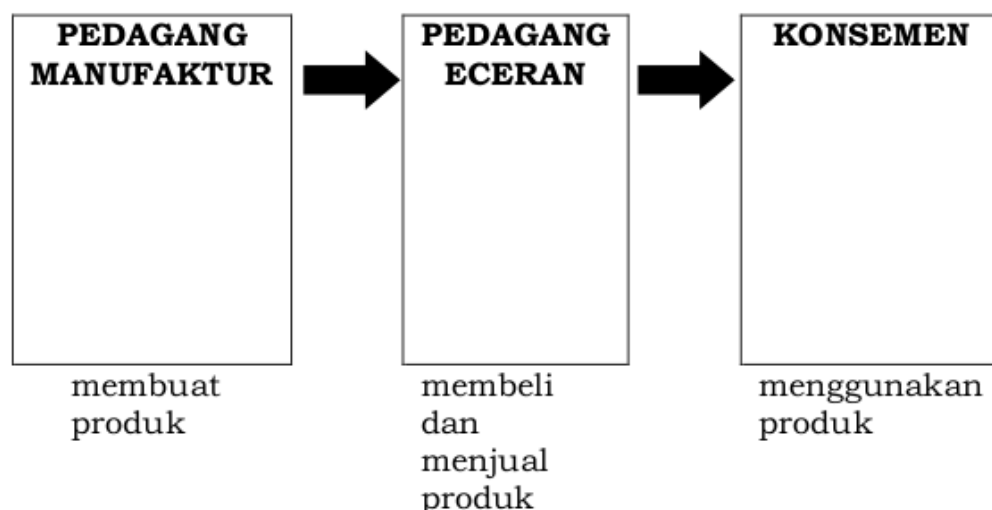 PEDAGANG
MANUFAKTUR
PEDAGANG
ECERAN
KONSEMEN
membuat
produk
membeli
dan
menjual
produk
menggunakan
produk